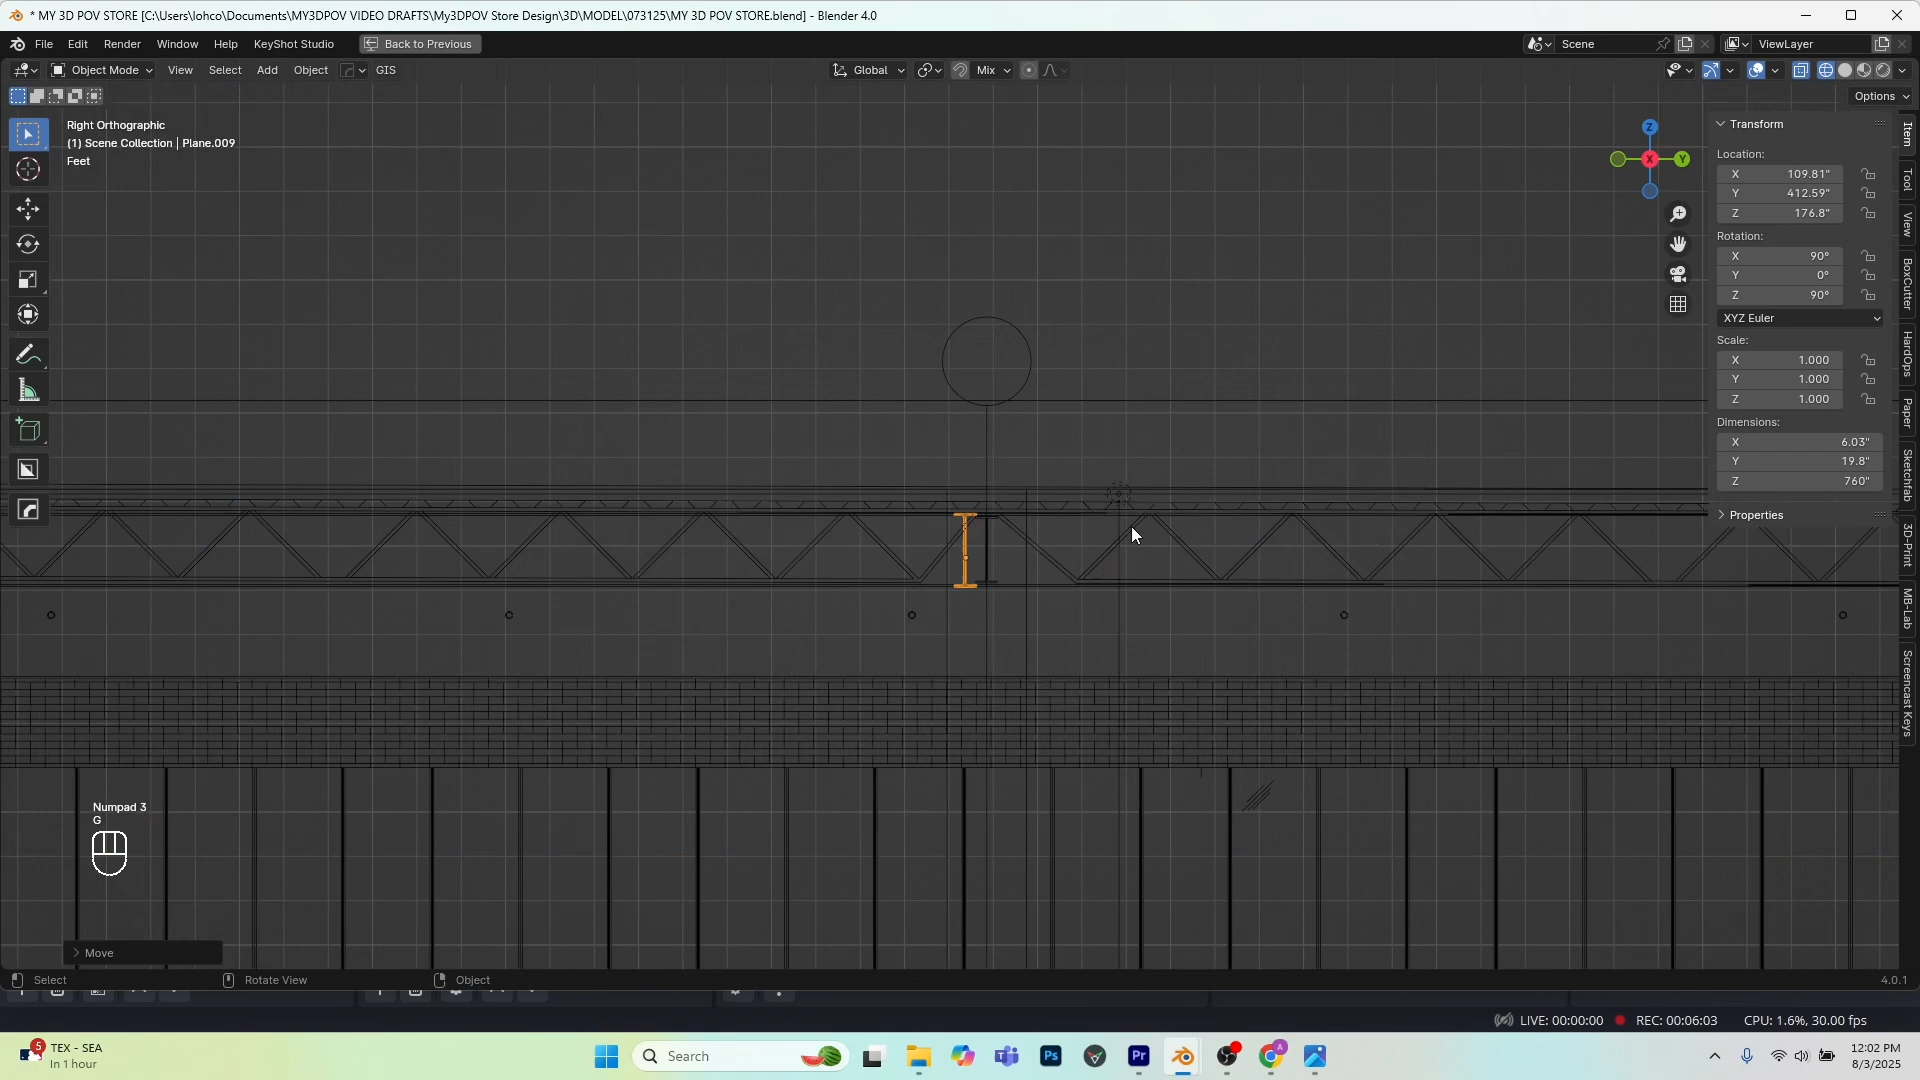 * MY 3D POV STORE [C:\Users\lohco\Documents\MY3DPOV VIDEO DRAFTS\My3DPOV Store Design\3D\MODEL\073125\MY 3D POV STORE.blend] - Blender 4.0
File Edit Render Window Help KeyShot Studio Back to Previous Scene ViewLayer
Object Mode View Select Add Object GIS Global Mix
Options
Right Orthographic
(1) Scene Collection | Plane.009
Feet
Z
Y
X
Transform
Location:
X 109.81"
Y 412.59"
Z 176.8"
Rotation:
X 90°
Y 0°
Z 90°
XYZ Euler
Scale:
X 1.000
Y 1.000
Z 1.000
Dimensions:
X 6.03"
Y 19.8"
Z 760"
Properties
Item
Tool
View
BoxCutter
HardOps
Paper
Sketchfab
3D-Print
MB-Lab
Screencast Keys
Numpad 3
G
Move
Select Rotate View Object 4.0.1
LIVE: 00:00:00 REC: 00:06:03 CPU: 1.6%, 30.00 fps
5
TEX - SEA
In 1 hour
Search
Ps
Pr
A
12:02 PM
8/3/2025